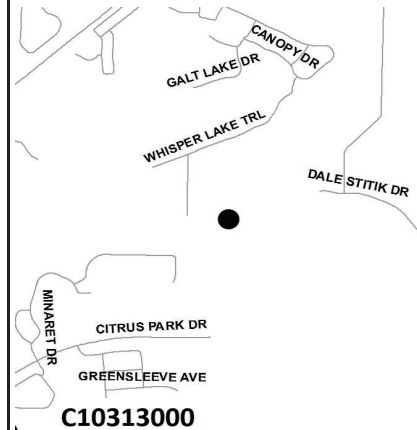 CANOPY DR
GALT LAKE DR
WHISPER LAKE TRL
DALE STITIK DR
MINARET DR
CITRUS PARK DR
GREENSLEEVE AVE
C10313000